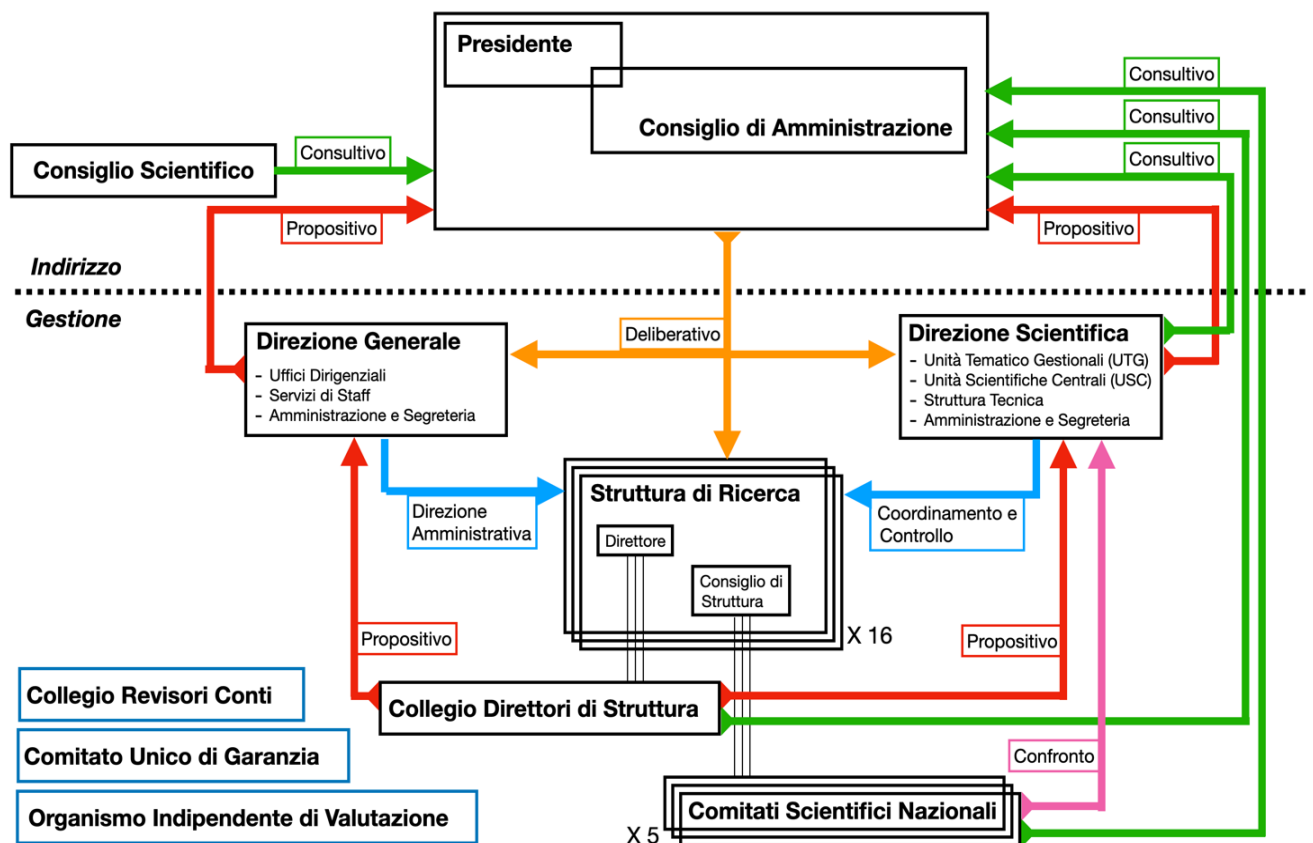 Presidente
Consiglio di Amministrazione
Consultivo
Consultivo
Consultivo
Consiglio Scientifico
Consultivo
Propositivo
Propositivo
Indirizzo
Gestione
Direzione Generale
- Uffici Dirigenziali
- Servizi di Staff
- Amministrazione e Segreteria
Deliberativo
Direzione Scientifica
- Unità Tematico Gestionali (UTG)
- Unità Scientifiche Centrali (USC)
- Struttura Tecnica
- Amministrazione e Segreteria
Direzione
Amministrativa
Struttura di Ricerca
Direttore
Consiglio di
Struttura
X 16
Coordinamento e
Controllo
Propositivo
Propositivo
Collegio Direttori di Struttura
Collegio Revisori Conti
Comitato Unico di Garanzia
Organismo Indipendente di Valutazione
Confronto
Comitati Scientifici Nazionali
X 5